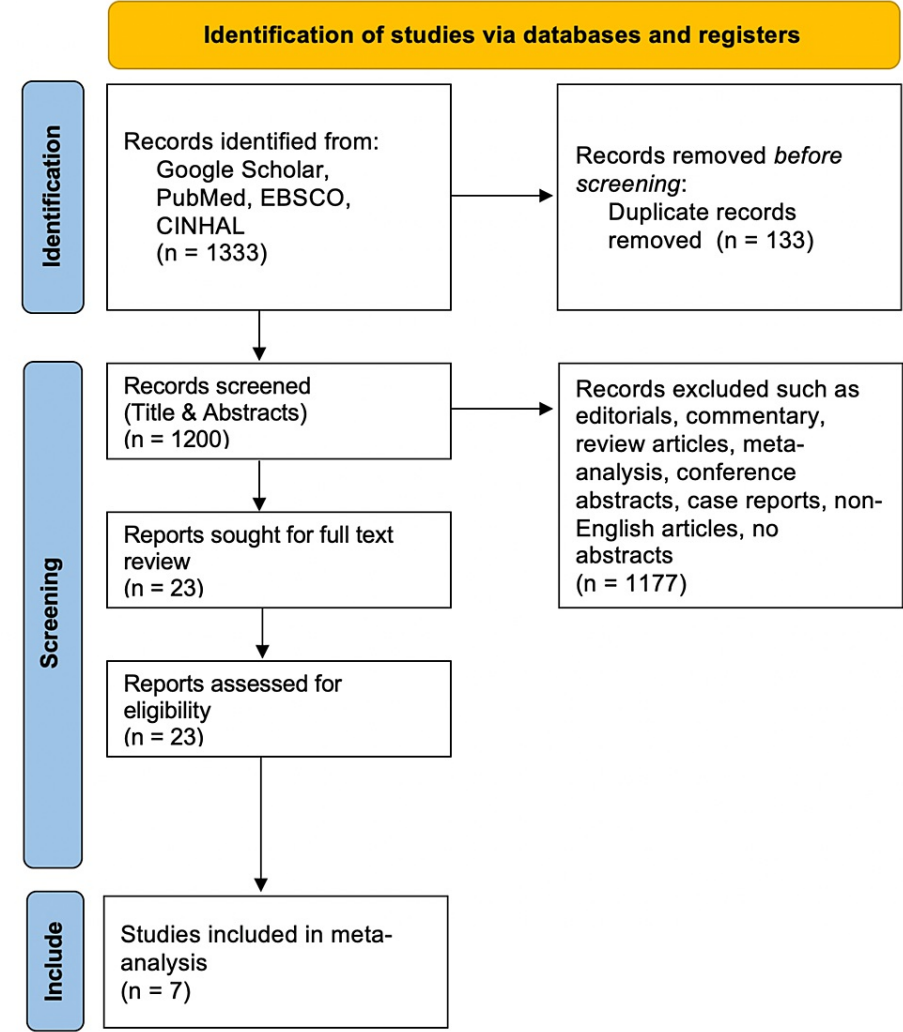 Identification of studies via databases and registers
Identification
Records identified from:
Google Scholar,
PubMed, EBSCO,
CINHAL
(n = 1333)
Records removed before
screening:
Duplicate records
removed (n = 133)
Screening
Records screened
(Title & Abstracts)
(n = 1200)
Records excluded such as
editorials, commentary,
review articles, meta-
analysis, conference
abstracts, case reports, non-
English articles, no
abstracts
(n = 1177)
Reports sought for full text
review
(n = 23)
Reports assessed for
eligibility
(n = 23)
Include
Studies included in meta-
analysis
(n = 7)